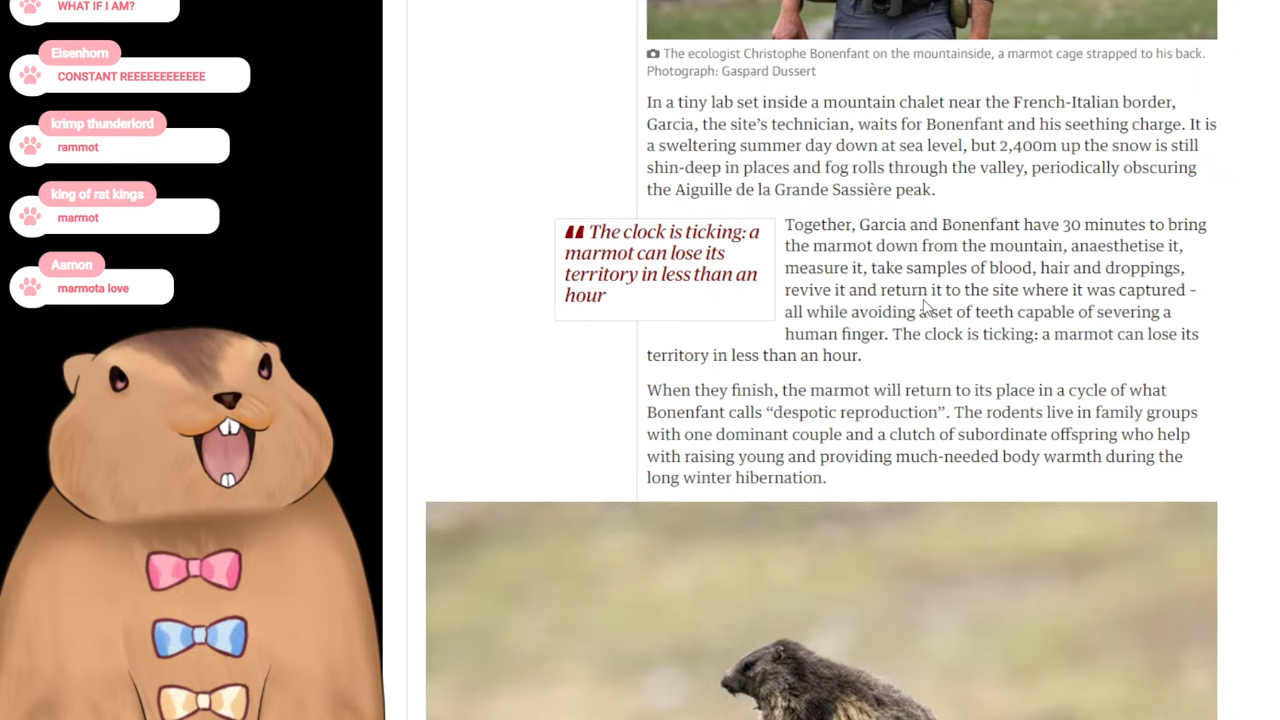 WHAT IF I AM?
Eisenhorn
CONSTANT REEEEEEEEEEEE
krimp thunderlord
rammot
king of rat kings
marmot
Aamon
marmota love
The ecologist Christophe Bonenfant on the mountainside, a marmot cage strapped to his back.
Photograph: Gaspard Dussert
In a tiny lab set inside a mountain chalet near the French-Italian border,
Garcia, the site’s technician, waits for Bonenfant and his seething charge. It is
a sweltering summer day down at sea level, but 2,400m up the snow is still
shin-deep in places and fog rolls through the valley, periodically obscuring
the Aiguille de la Grande Sassière peak.
“ The clock is ticking: a
marmot can lose its
territory in less than an
hour
Together, Garcia and Bonenfant have 30 minutes to bring
the marmot down from the mountain, anaesthetise it,
measure it, take samples of blood, hair and droppings,
revive it and return it to the site where it was captured –
all while avoiding a set of teeth capable of severing a
human finger. The clock is ticking: a marmot can lose its
territory in less than an hour.
When they finish, the marmot will return to its place in a cycle of what
Bonenfant calls “despotic reproduction”. The rodents live in family groups
with one dominant couple and a clutch of subordinate offspring who help
with raising young and providing much-needed body warmth during the
long winter hibernation.